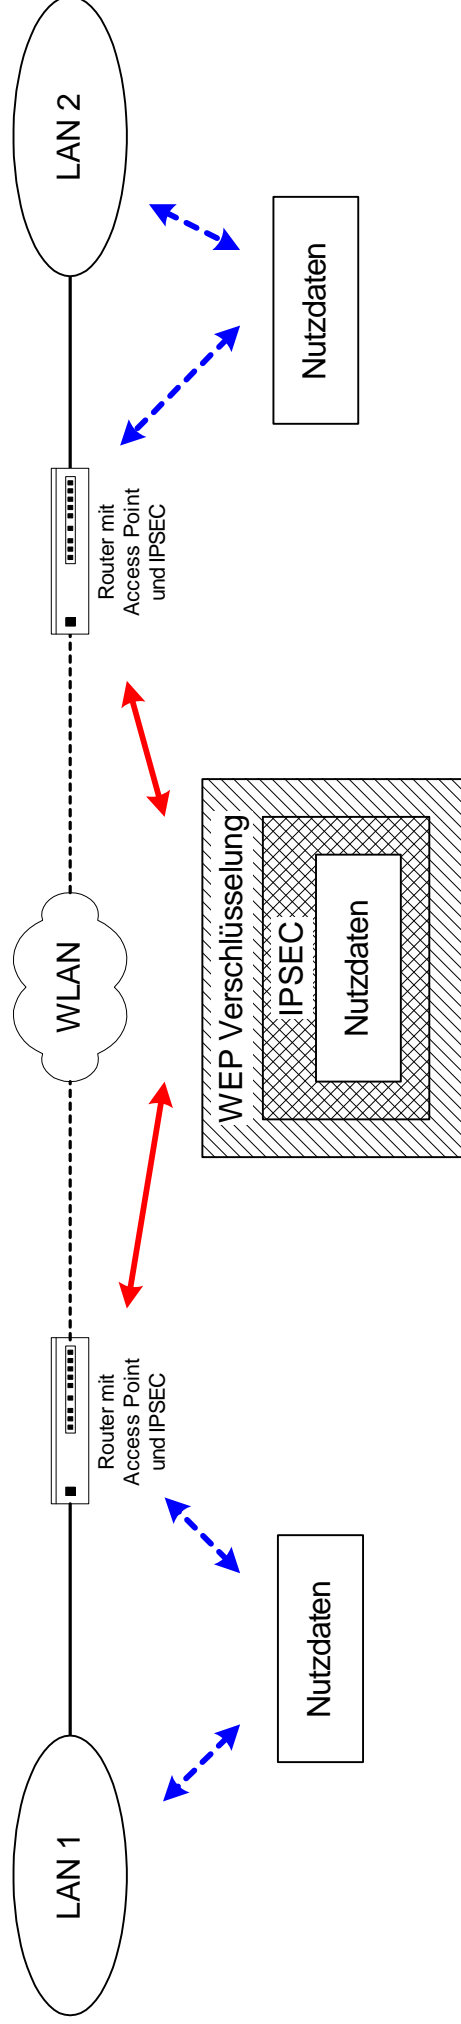 LAN 1
Router mit
Access Point
und IPSEC
WLAN
Router mit
Access Point
und IPSEC
LAN 2
Nutzdaten
WEP Verschlüsselung
IPSEC
Nutzdaten
Nutzdaten